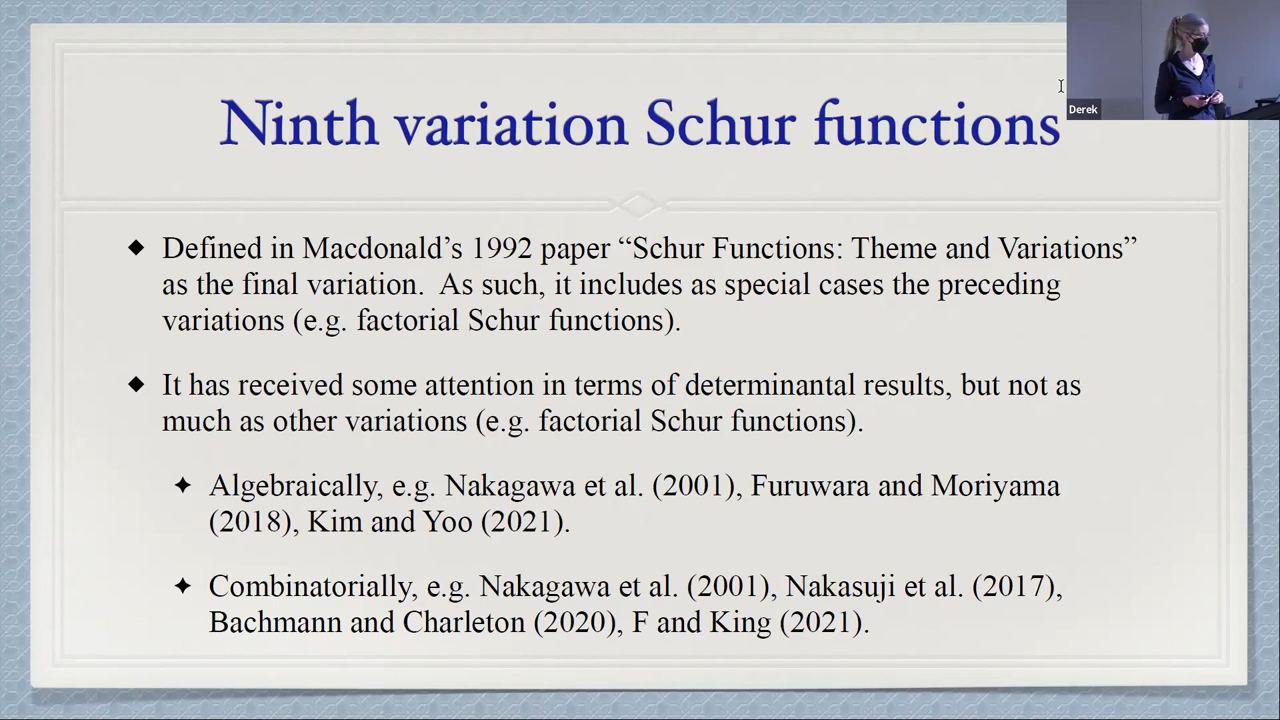 Ninth variation Schur functions
Derek
◆ Defined in Macdonald’s 1992 paper “Schur Functions: Theme and Variations”
as the final variation.  As such, it includes as special cases the preceding
variations (e.g. factorial Schur functions).
◆ It has received some attention in terms of determinantal results, but not as
much as other variations (e.g. factorial Schur functions).
✦ Algebraically, e.g. Nakagawa et al. (2001), Furuwara and Moriyama
(2018), Kim and Yoo (2021).
✦ Combinatorially, e.g. Nakagawa et al. (2001), Nakasuji et al. (2017),
Bachmann and Charleton (2020), F and King (2021).